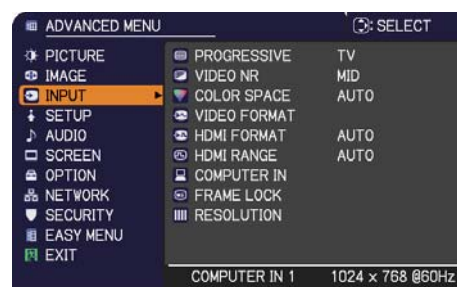 ADVANCED MENU : SELECT
PICTURE
IMAGE
INPUT
SETUP
AUDIO
SCREEN
OPTION
NETWORK
SECURITY
EASY MENU
EXIT
PROGRESSIVE TV
VIDEO NR MID
COLOR SPACE AUTO
VIDEO FORMAT
HDMI FORMAT AUTO
HDMI RANGE AUTO
COMPUTER IN
FRAME LOCK
RESOLUTION
COMPUTER IN 1 1024 x 768 @60Hz